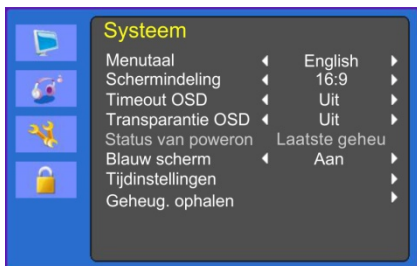 Systeem
Menutaal English
Schermindeling 16:9
Timeout OSD Uit
Transparantie OSD Uit
Status van poweron Laatste geheu
Blauw scherm Aan
Tijdinstellingen
Geheug. ophalen